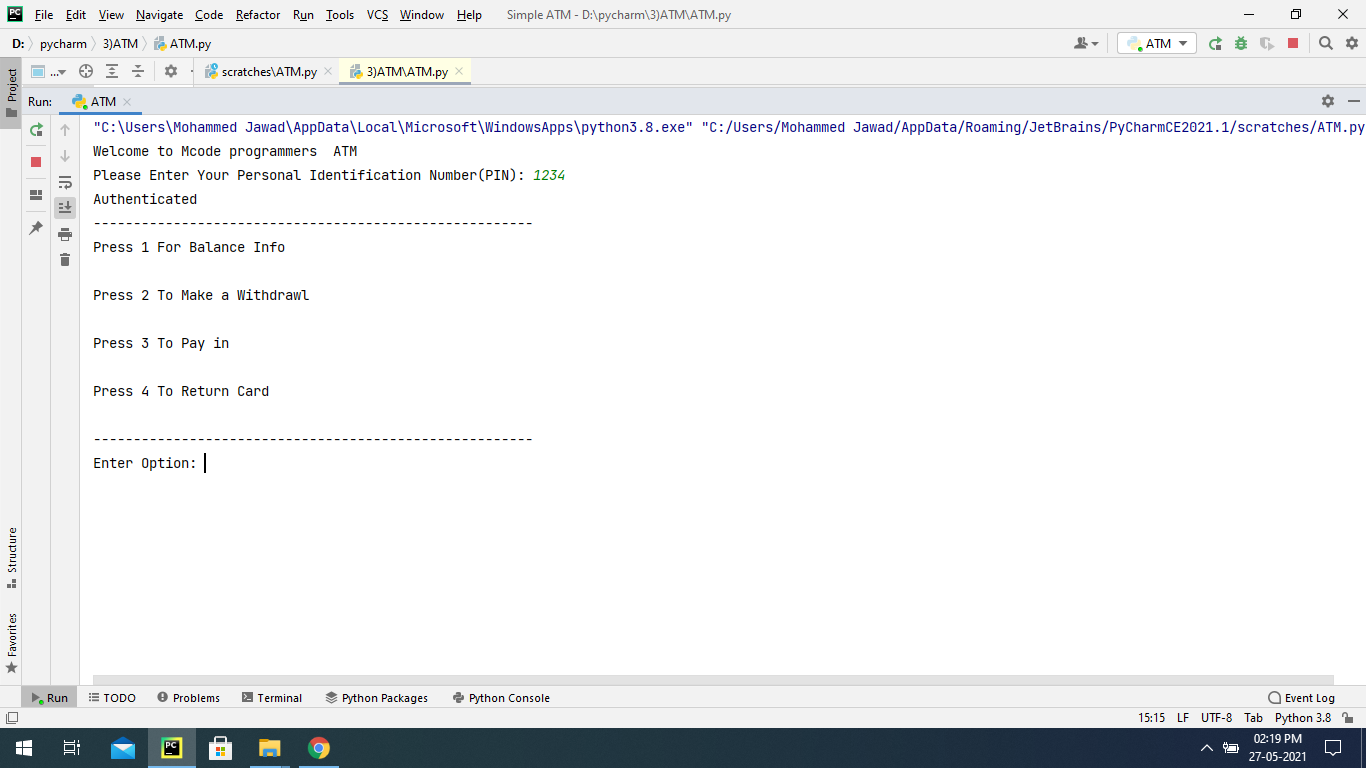 File Edit View Navigate Code Refactor Run Tools VCS Window Help Simple ATM - D:\pycharm\3)ATM\ATM.py
D: pycharm 3)ATM ATM.py ATM
Project ... scratches\ATM.py 3)ATM\ATM.py
Run: ATM
"C:\Users\Mohammed Jawad\AppData\Local\Microsoft\WindowsApps\python3.8.exe" "C:/Users/Mohammed Jawad/AppData/Roaming/JetBrains/PyCharmCE2021.1/scratches/ATM.py
Welcome to Mcode programmers  ATM
Please Enter Your Personal Identification Number(PIN): 1234
Authenticated
-------------------------------------------------------
Press 1 For Balance Info
Press 2 To Make a Withdrawl
Press 3 To Pay in
Press 4 To Return Card
-------------------------------------------------------
Enter Option:
Structure
Favorites
Run TODO Problems Terminal Python Packages Python Console Event Log
15:15 LF UTF-8 Tab Python 3.8
02:19 PM
27-05-2021